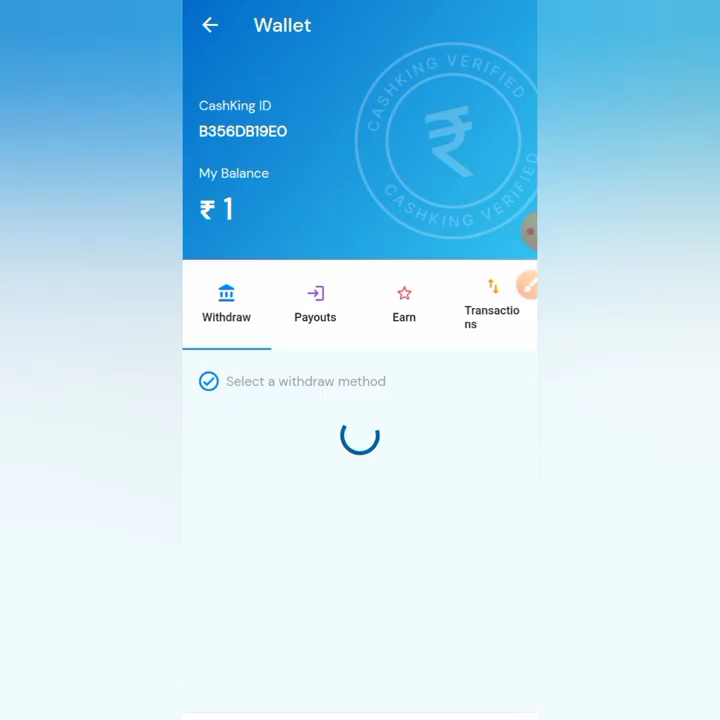 Wallet
CASHKING VERIFIED
CashKing ID
B356DB19E0
My Balance
₹ 1
₹
CASHKING VERIFIED
Withdraw
Payouts
Earn
Transactio
ns
Select a withdraw method